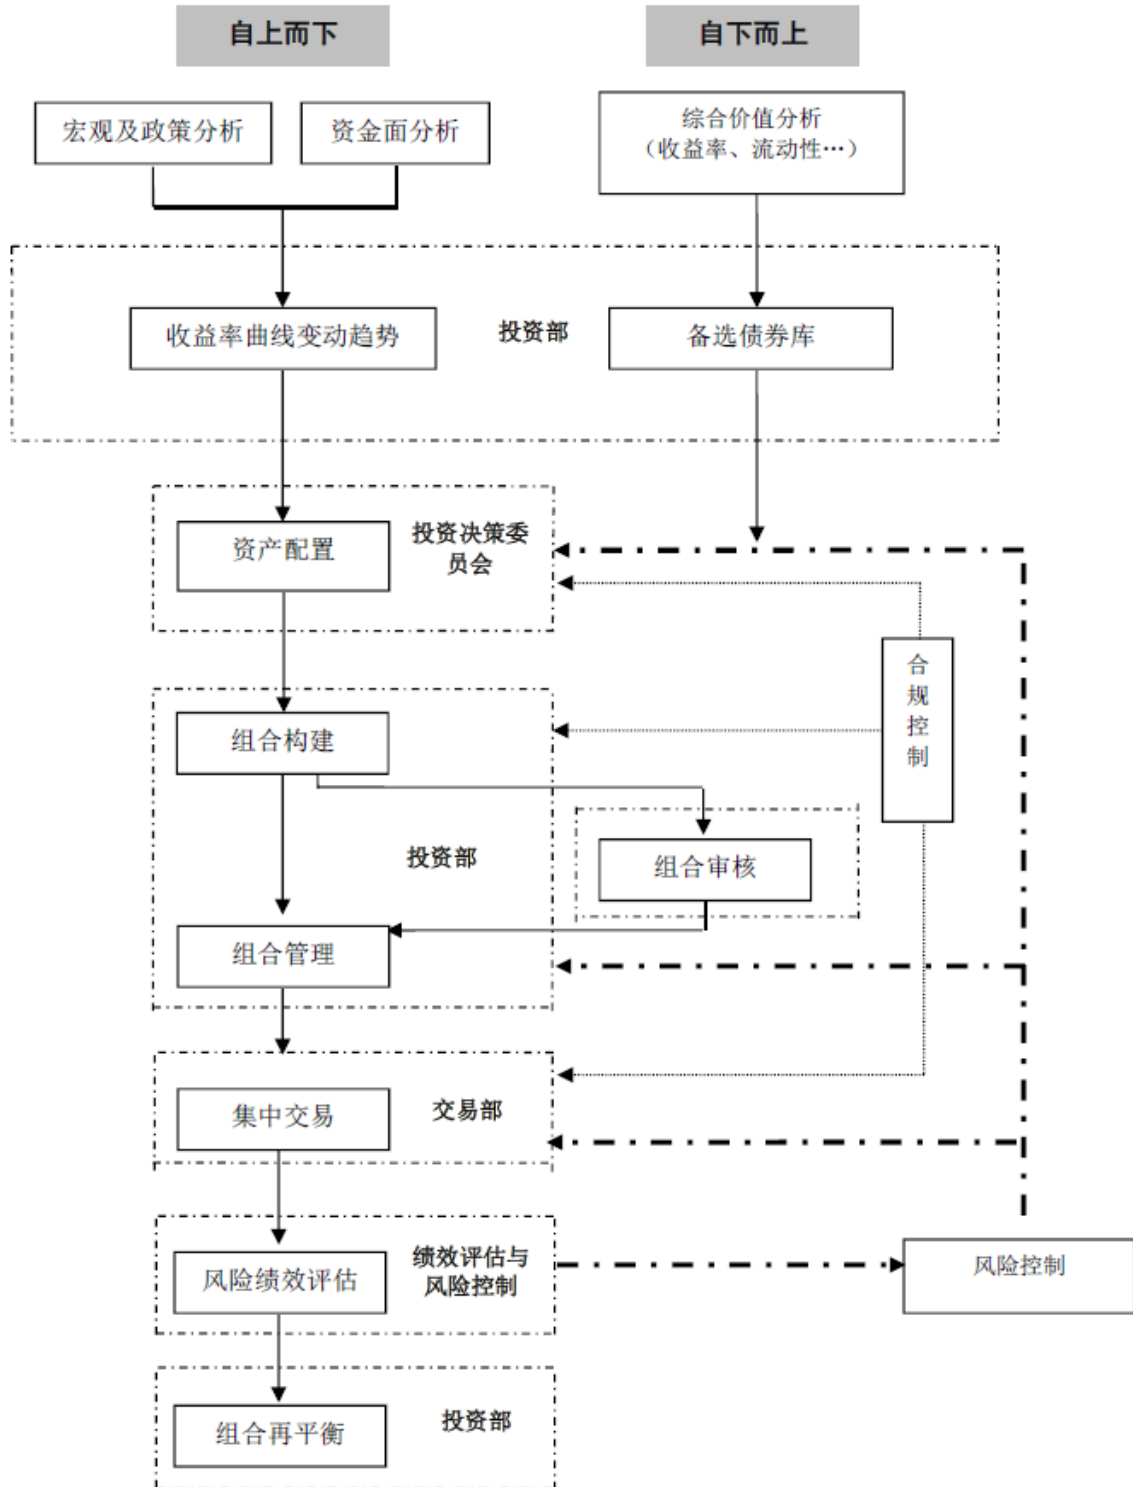 自上而下
自下而上
宏观及政策分析
资金面分析
综合价值分析
（收益率、流动性…）
收益率曲线变动趋势
投资部
备选债券库
资产配置
投资决策委
员会
合
规
控
制
组合构建
投资部
组合审核
组合管理
集中交易
交易部
风险绩效评估
绩效评估与
风险控制
风险控制
组合再平衡
投资部